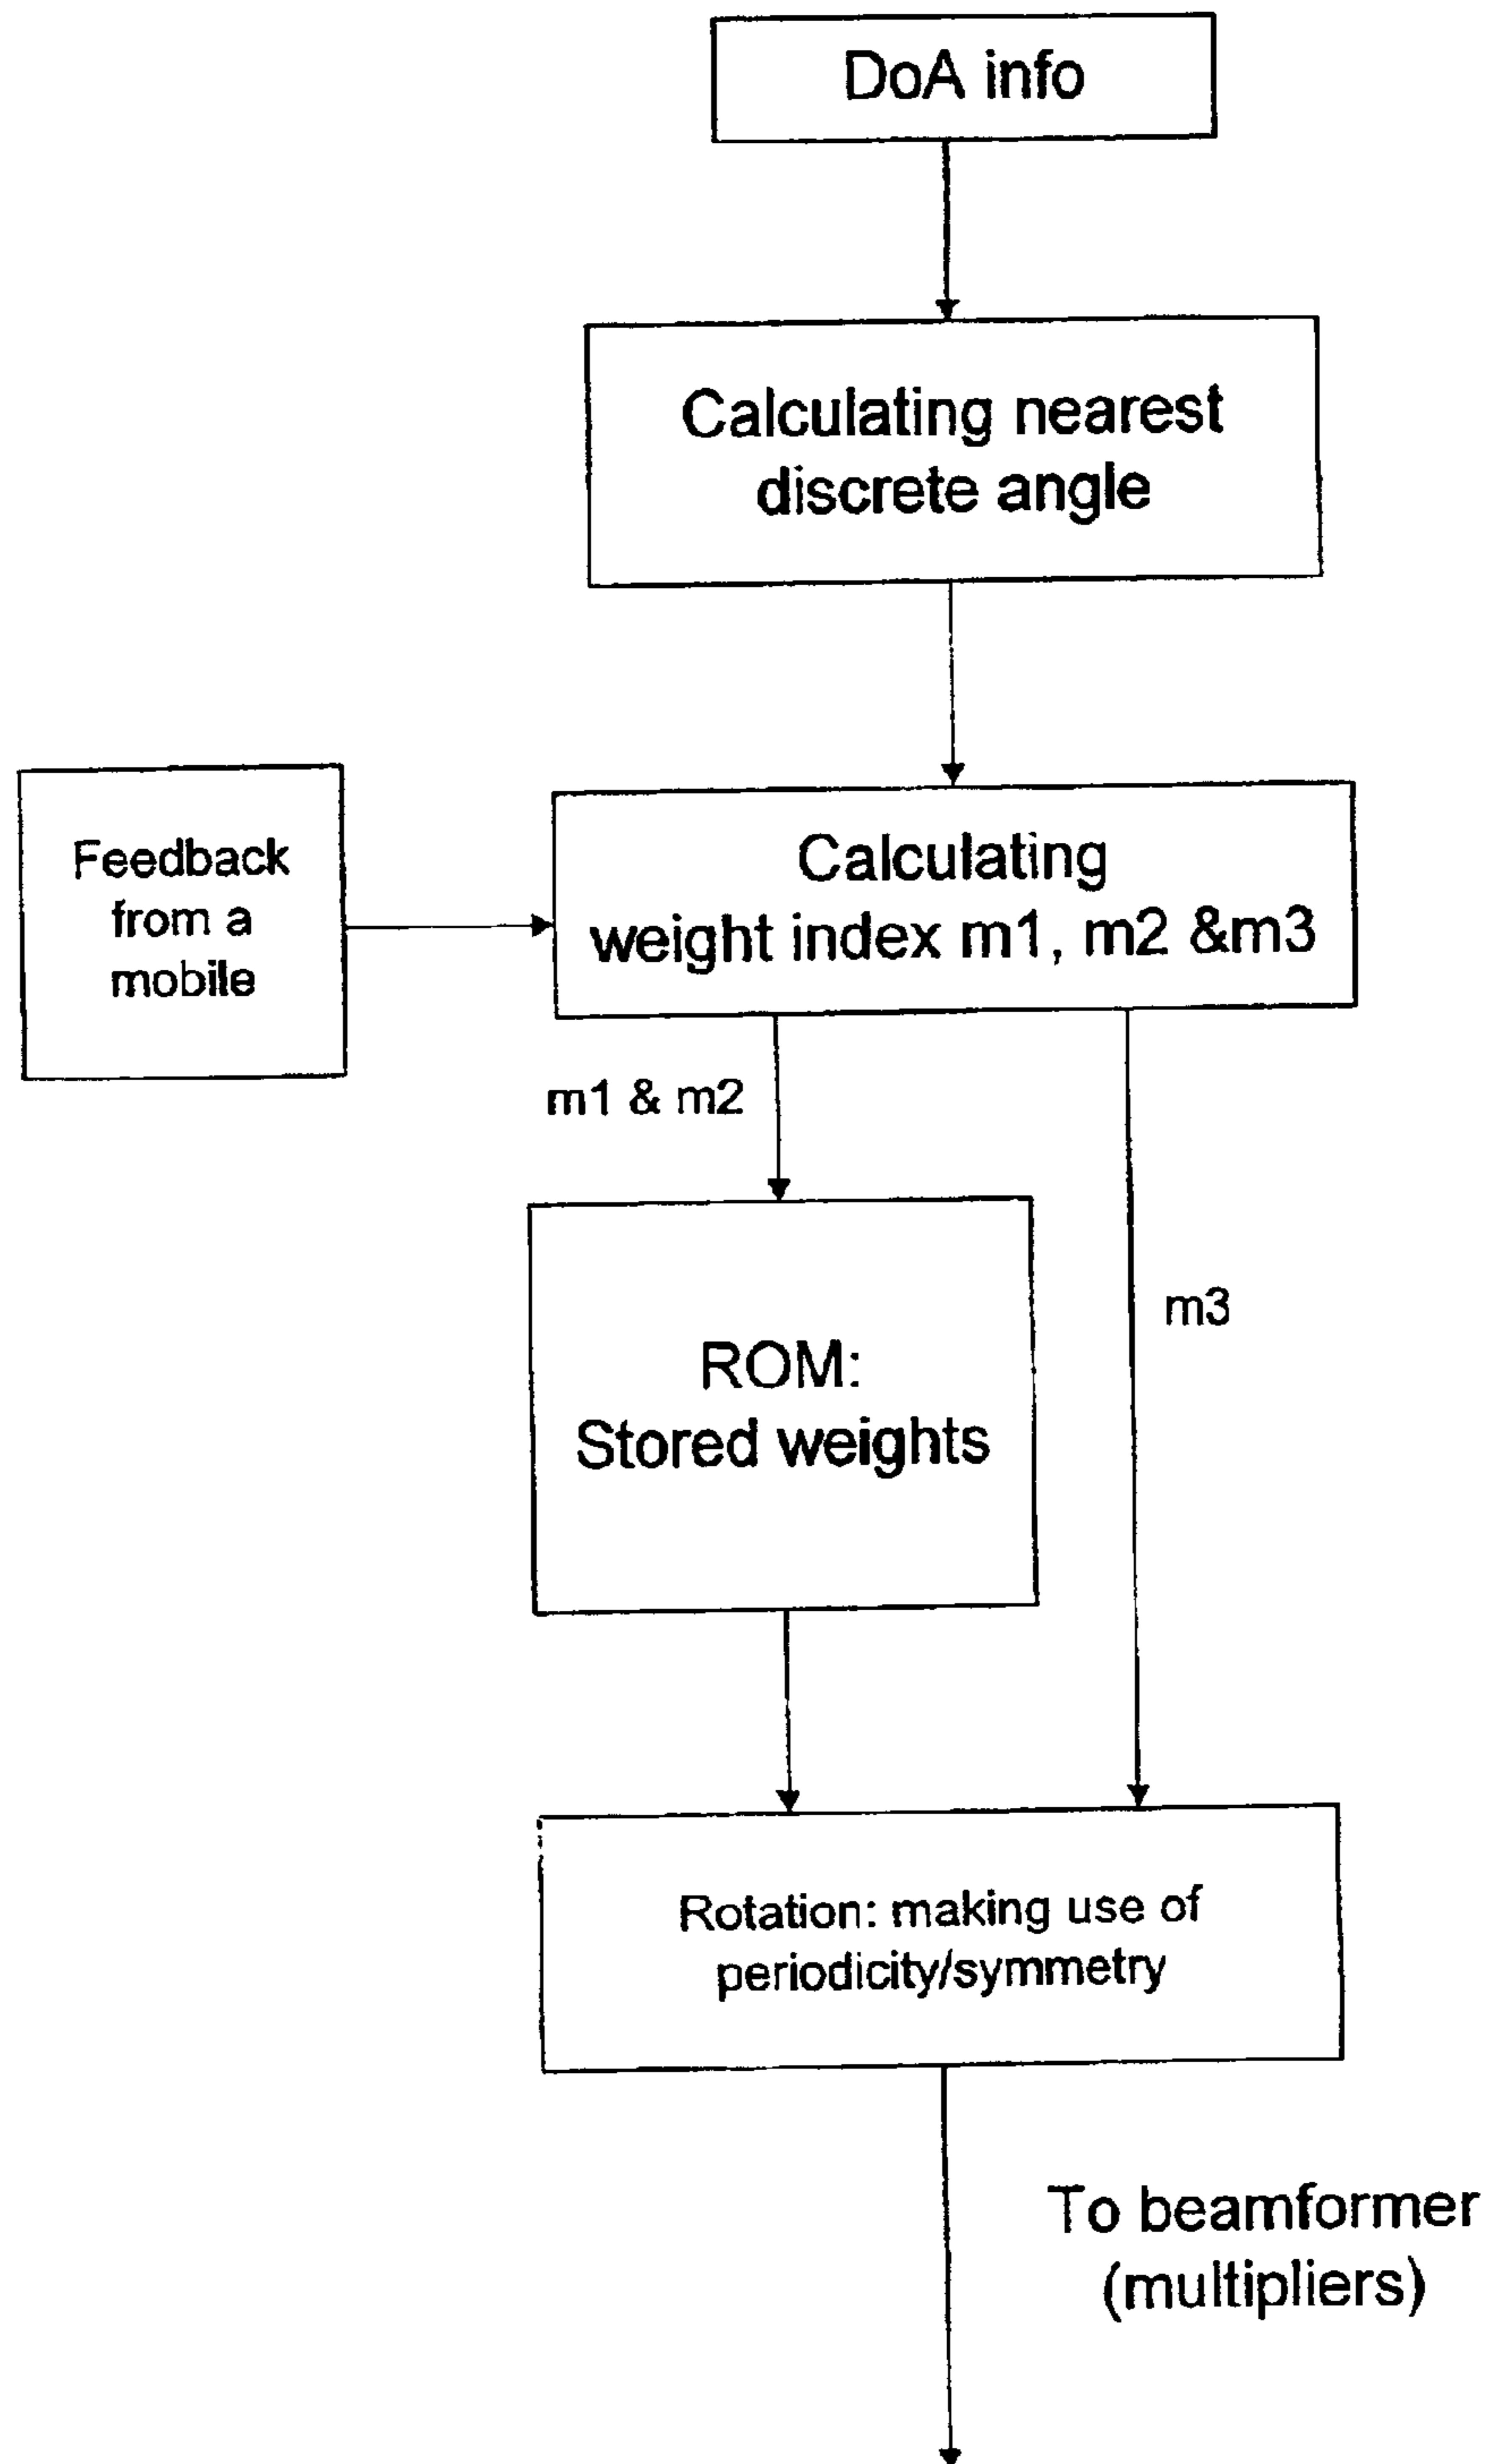 DoA info
Calculating nearest
discrete angle
Feedback
from a
mobile
Calculating
weight index m1, m2 &m3
m1 & m2
m3
ROM:
Stored weights
Rotation: making use of
periodicity/symmetry
To beamformer
(multipliers)